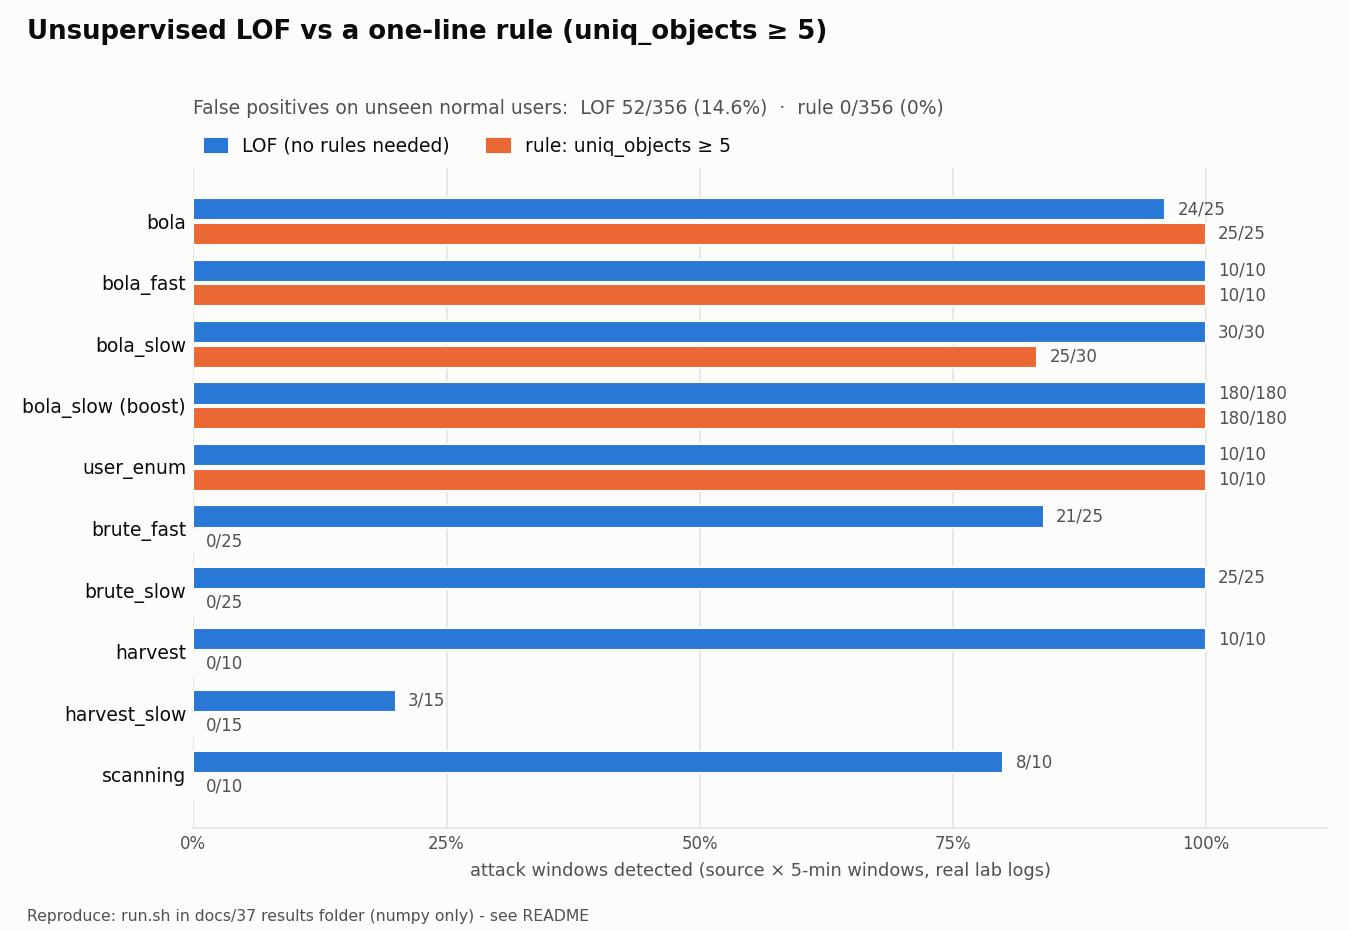 Unsupervised LOF vs a one-line rule (uniq_objects ≥ 5)
False positives on unseen normal users:  LOF 52/356 (14.6%)  ·  rule 0/356 (0%)
LOF (no rules needed)    rule: uniq_objects ≥ 5
bola 24/25
25/25
bola_fast 10/10
10/10
bola_slow 30/30
25/30
bola_slow (boost) 180/180
180/180
user_enum 10/10
10/10
brute_fast 21/25
0/25
brute_slow 25/25
0/25
harvest 10/10
0/10
harvest_slow 3/15
0/15
scanning 8/10
0/10
0% 25% 50% 75% 100%
attack windows detected (source × 5-min windows, real lab logs)
Reproduce: run.sh in docs/37 results folder (numpy only) - see README